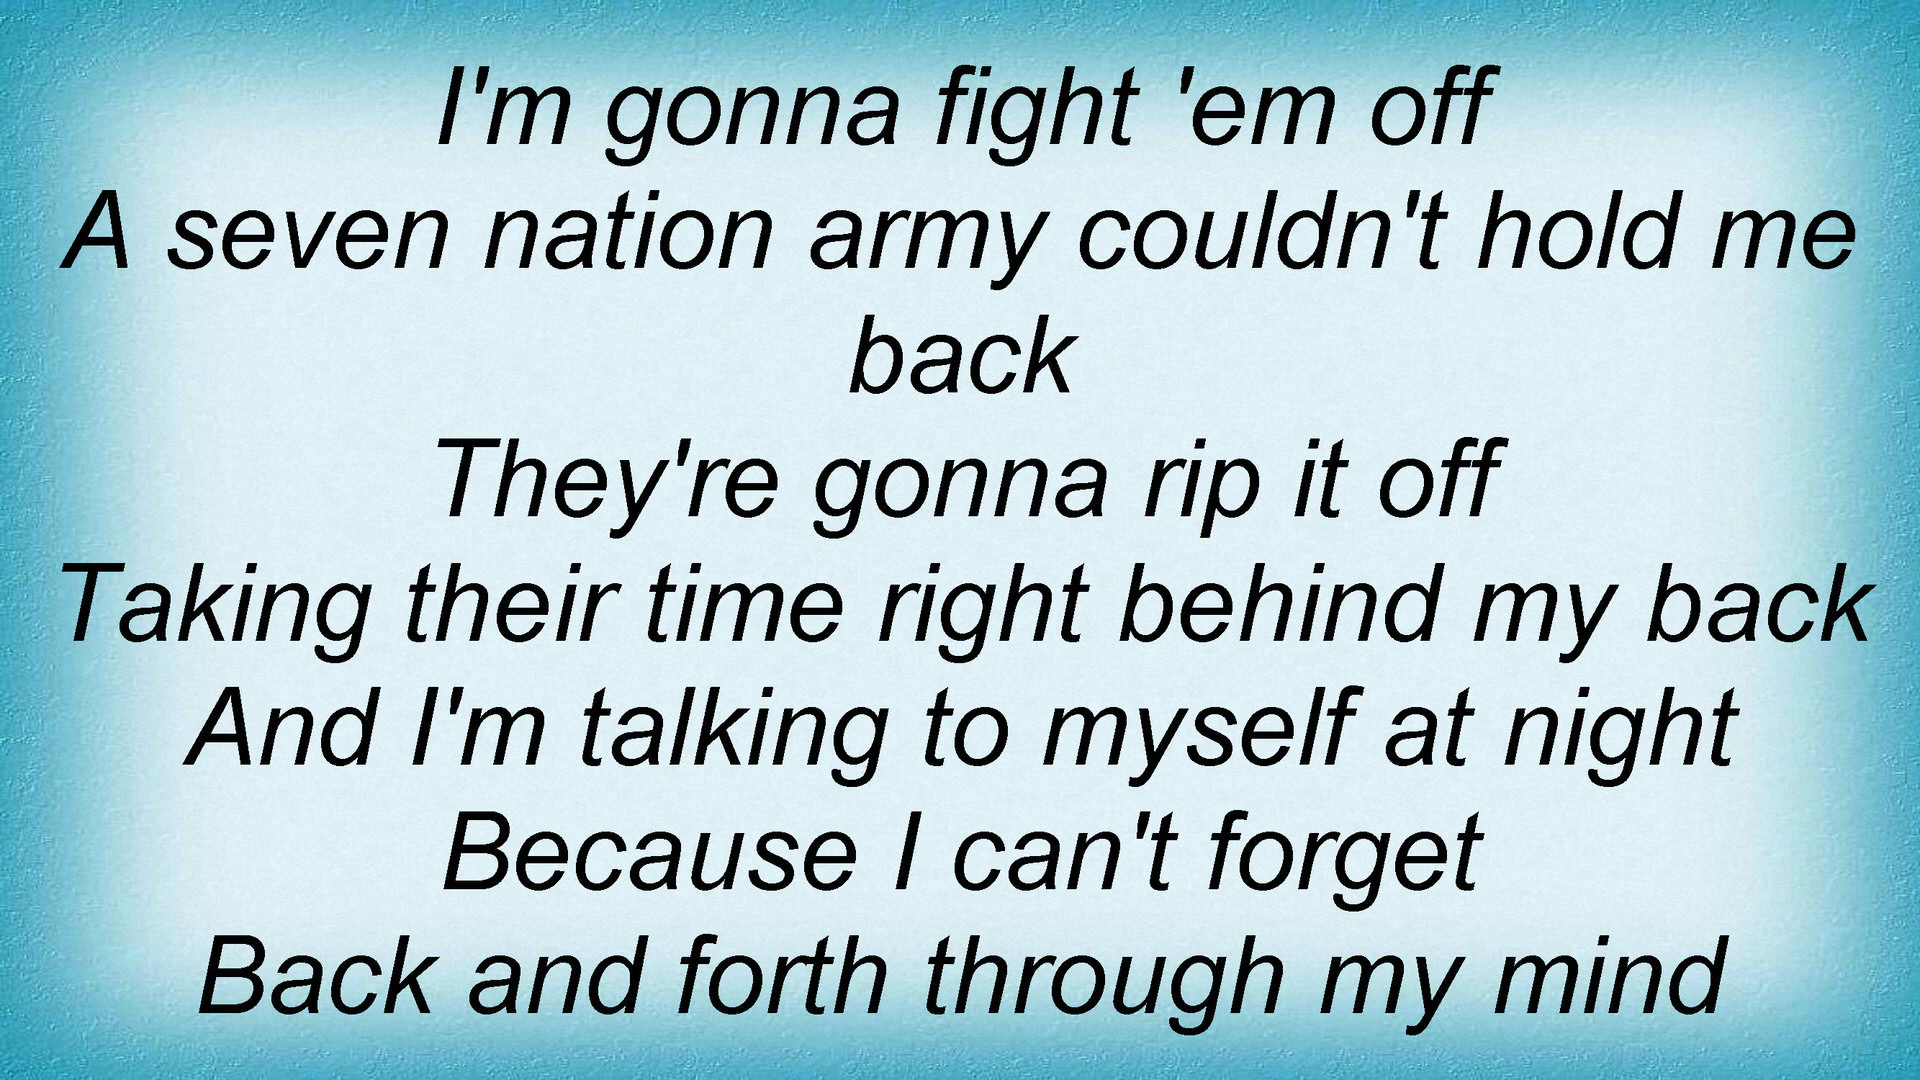 I'm gonna fight 'em off
A seven nation army couldn't hold me
back
They're gonna rip it off
Taking their time right behind my back
And I'm talking to myself at night
Because I can't forget
Back and forth through my mind